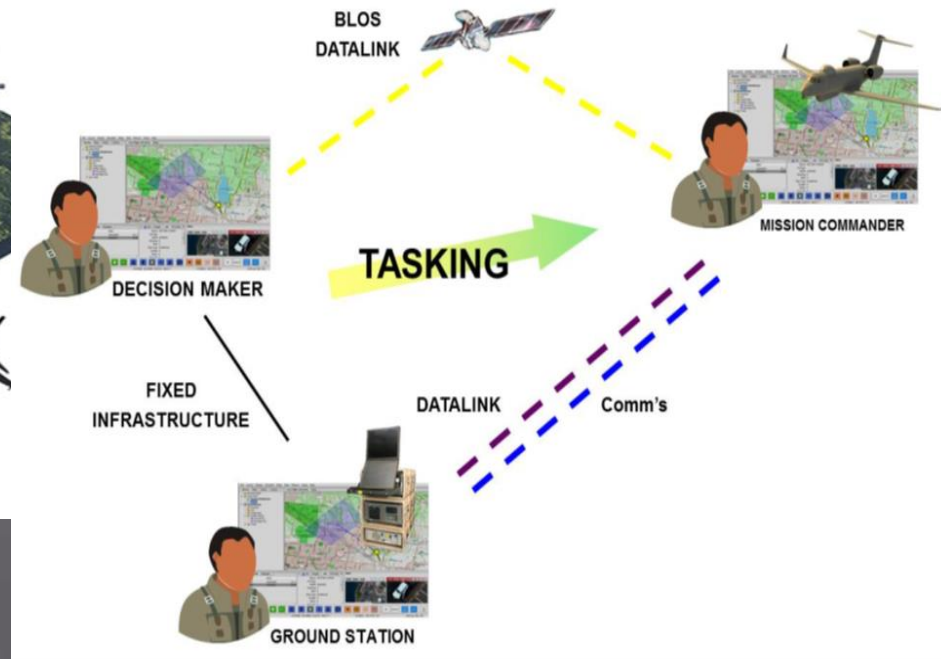 BLOS
DATALINK
DECISION MAKER
MISSION COMMANDER
TASKING
FIXED
INFRASTRUCTURE
DATALINK
Comm's
GROUND STATION